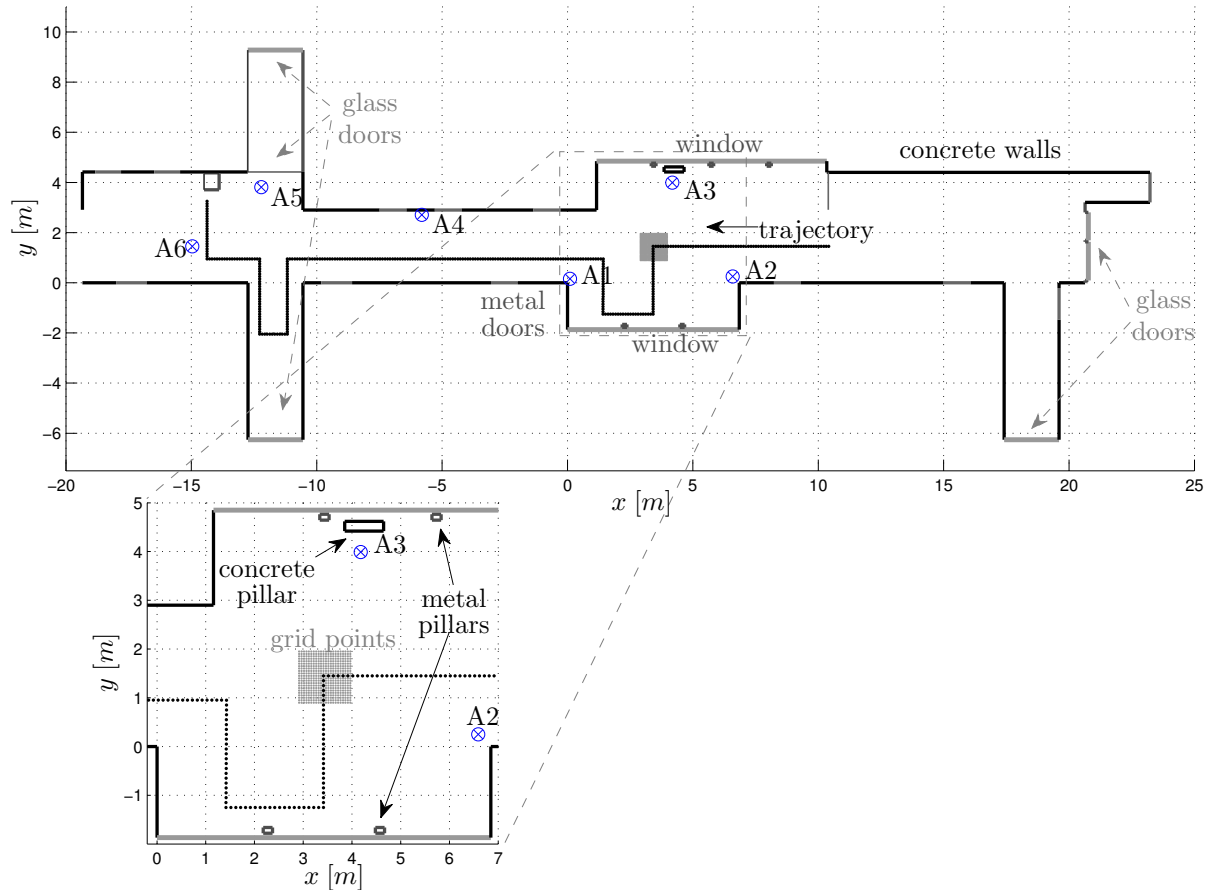 10
8
6
4
2
0
−2
−4
−6
y [m]
glass
doors
window
concrete walls
A5
A4
A3
A6
trajectory
A1
A2
metal
doors
window
glass
doors
−20
−15
−10
−5
0
5
10
15
20
25
x [m]
5
4
3
2
1
0
−1
y [m]
A3
concrete
pillar
metal
pillars
grid points
A2
0
1
2
3
4
5
6
7
x [m]